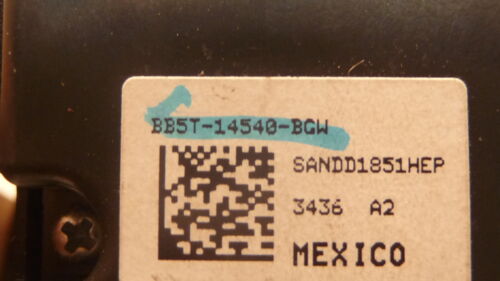 BB5T-14540-BGW
SANDD1851HEP
3436 A2
MEXICO